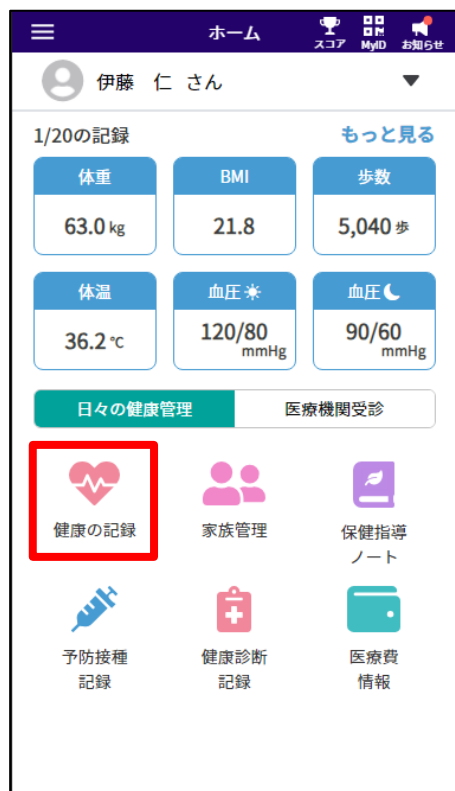 ホーム
スコア
MyID
お知らせ
伊藤 仁 さん
1/20の記録
もっと見る
体重
BMI
歩数
63.0 kg
21.8
5,040 歩
体温
血圧
血圧
36.2 ℃
120/80
mmHg
90/60
mmHg
日々の健康管理
医療機関受診
健康の記録
家族管理
保健指導
ノート
予防接種
記録
健康診断
記録
医療費
情報